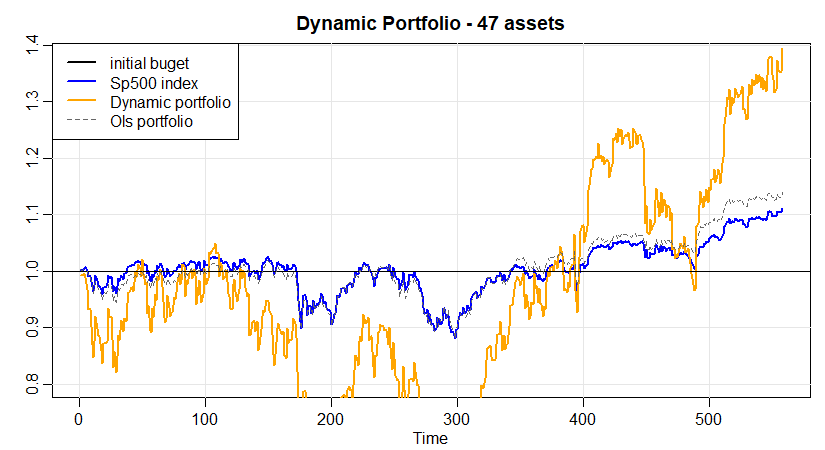 Dynamic Portfolio - 47 assets
initial buget
Sp500 index
Dynamic portfolio
Ols portfolio
1.4
1.3
1.2
1.1
1.0
0.9
0.8
0 100 200 300 400 500
Time